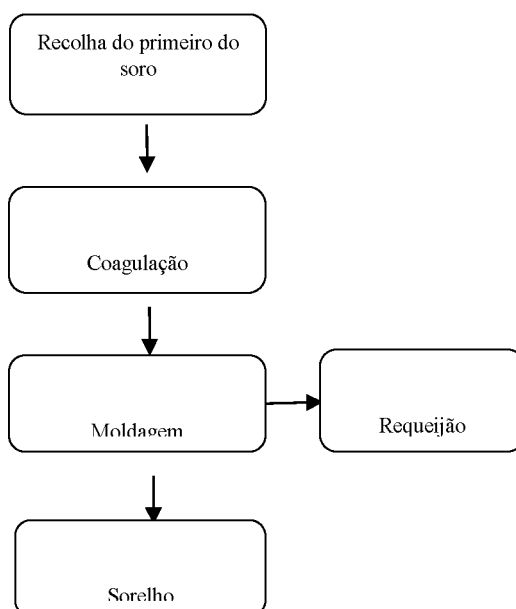 Recolha do primeiro do
soro
Coagulação
Moldagem
Requeijão
Sorelho